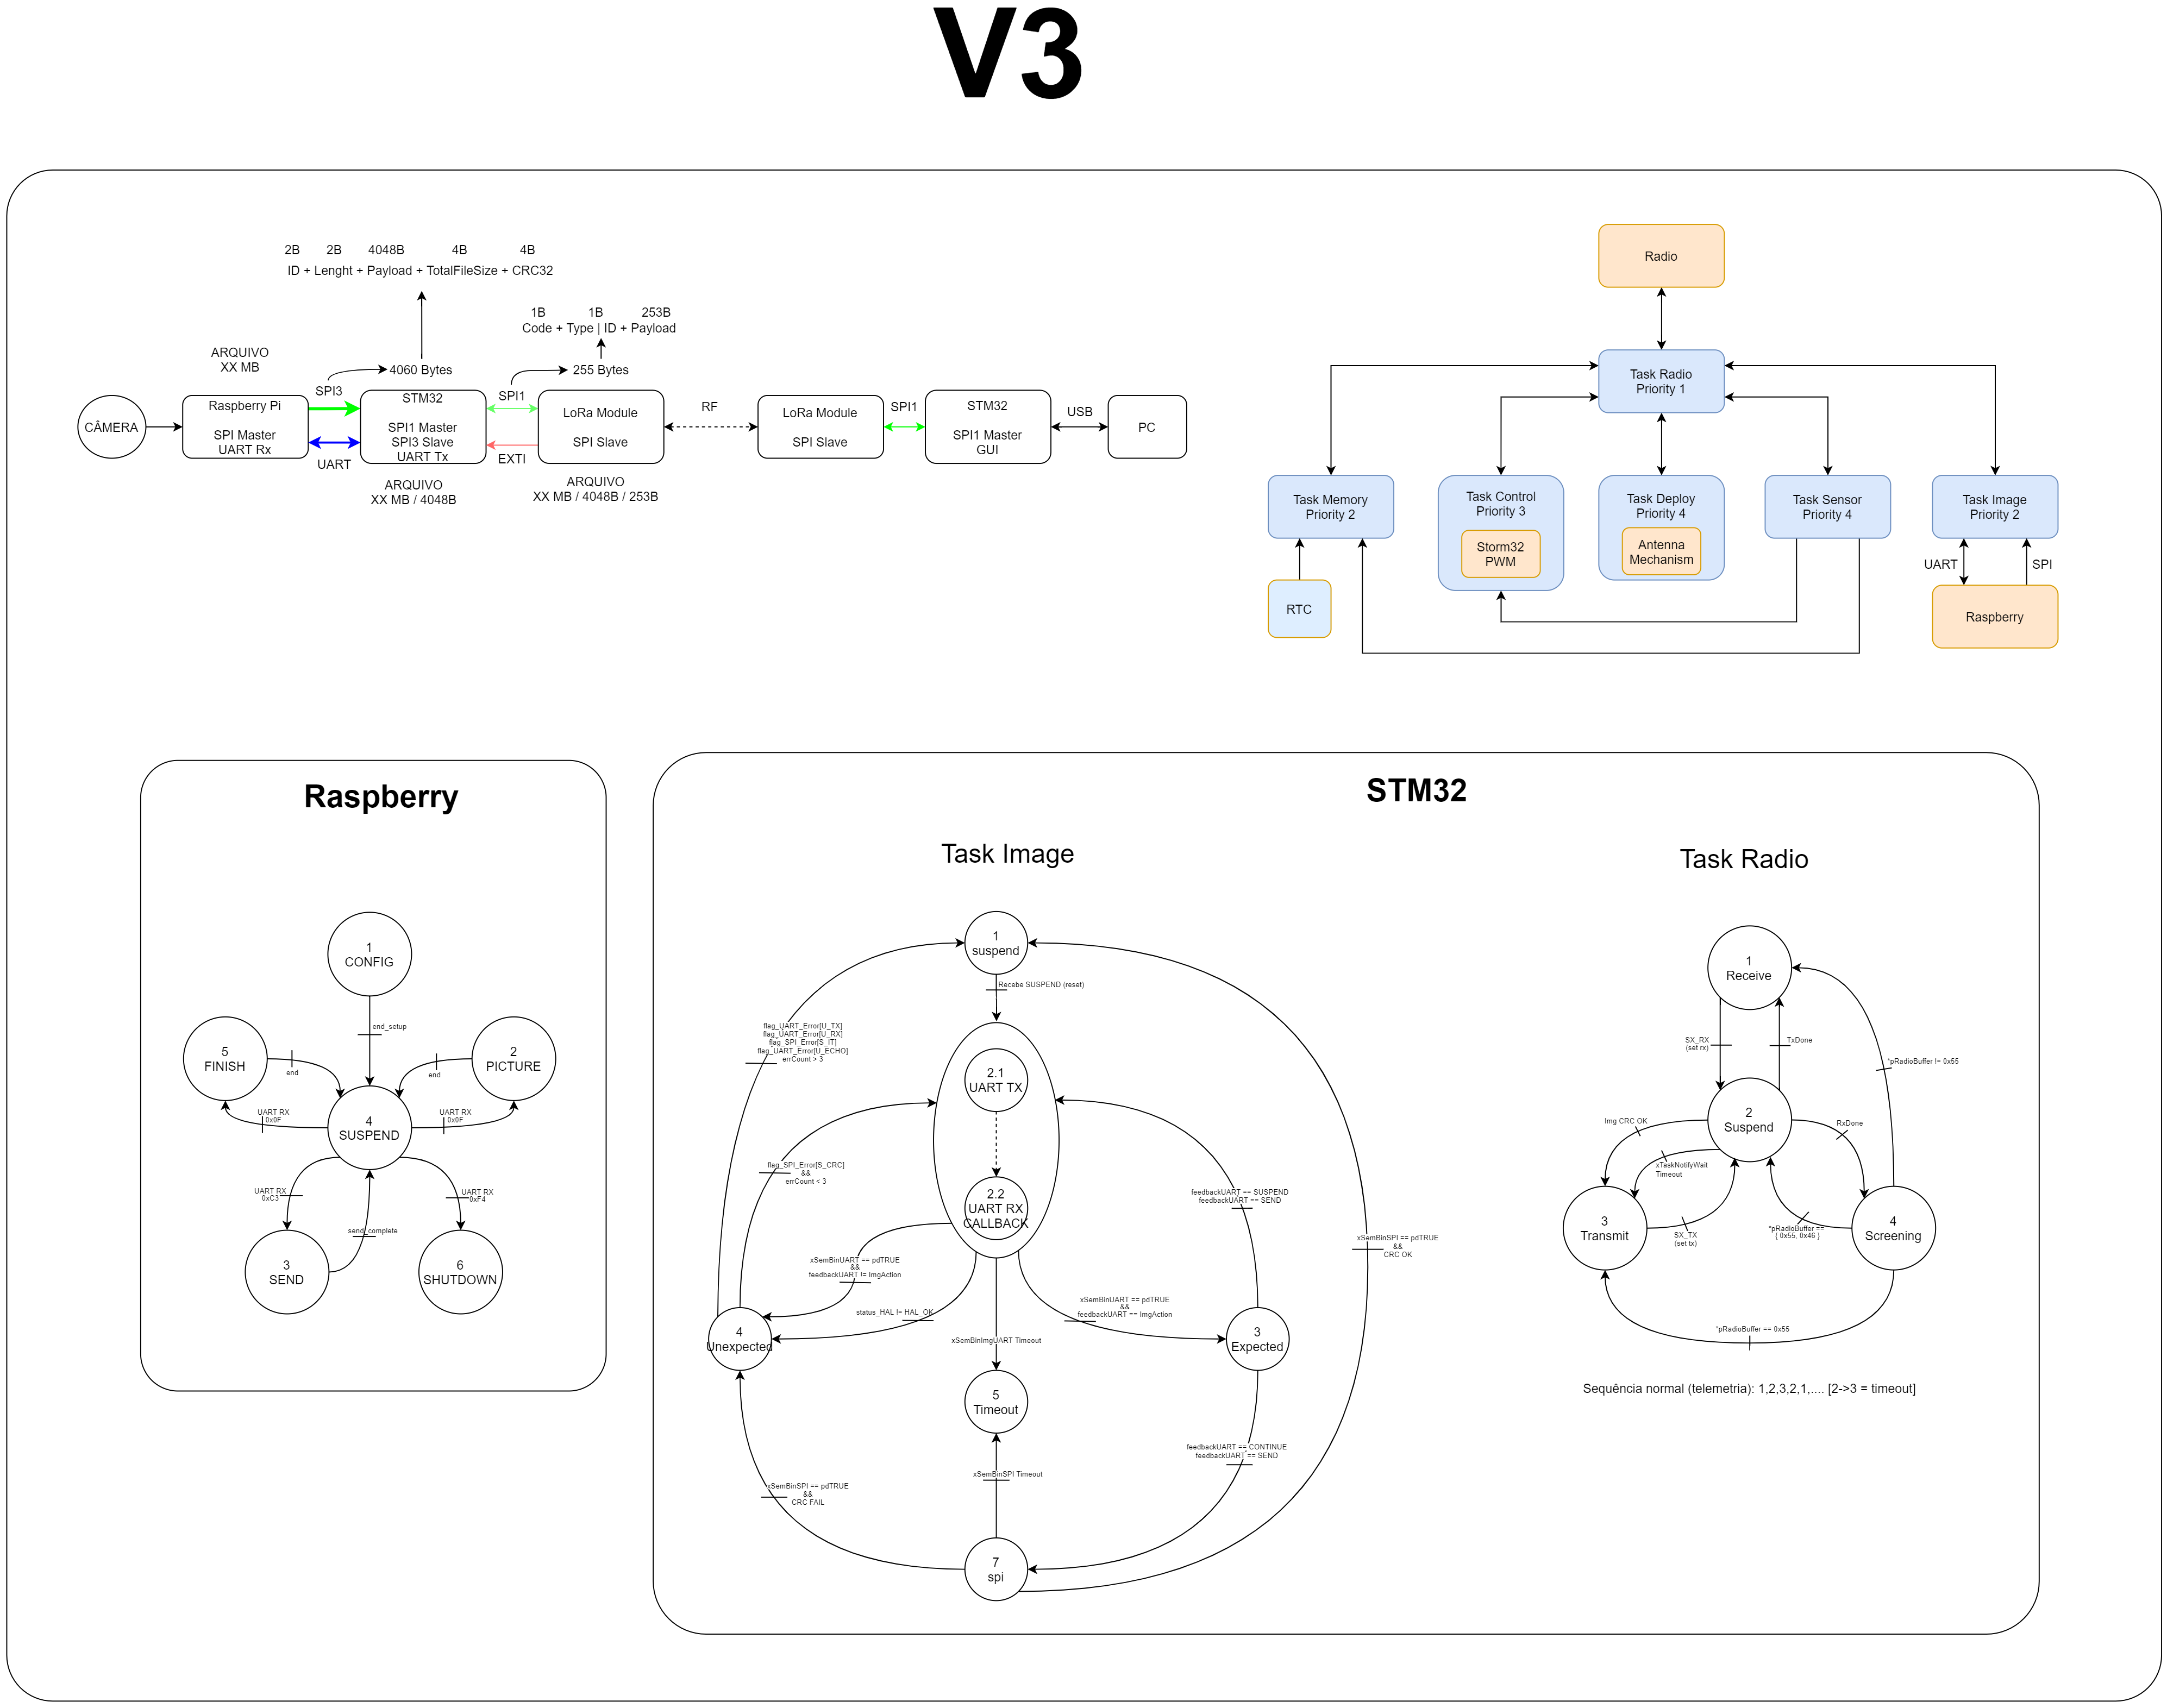 V3
2B 2B 4048B 4B 4B
ID + Lenght + Payload + TotalFileSize + CRC32
1B 1B 253B
Code + Type | ID + Payload
ARQUIVO
XX MB
SPI3
4060 Bytes
SPI1
255 Bytes
CÂMERA
Raspberry Pi
SPI Master
UART Rx
UART
STM32
SPI1 Master
SPI3 Slave
UART Tx
EXTI
LoRa Module
SPI Slave
RF
LoRa Module
SPI Slave
SPI1
STM32
SPI1 Master
GUI
USB
PC
ARQUIVO
XX MB / 4048B
ARQUIVO
XX MB / 4048B / 253B
Radio
Task Radio
Priority 1
Task Memory
Priority 2
Task Control
Priority 3
Storm32
PWM
Task Deploy
Priority 4
Antenna
Mechanism
Task Sensor
Priority 4
Task Image
Priority 2
RTC
UART
SPI
Raspberry
Raspberry
1
CONFIG
end_setup
5
FINISH
end
2
PICTURE
end
UART RX
0x0F
4
SUSPEND
UART RX
0x0F
UART RX
0xC3
UART RX
0xF4
send_complete
3
SEND
6
SHUTDOWN
STM32
Task Image
1
suspend
Recebe SUSPEND (reset)
flag_UART_Error[U_TX]
flag_UART_Error[U_RX]
flag_SPI_Error[S_IT]
flag_UART_Error[U_ECHO]
errCount > 3
2.1
UART TX
2.2
UART RX
CALLBACK
flag_SPI_Error[S_CRC]
&&
errCount < 3
feedbackUART == SUSPEND
feedbackUART == SEND
xSemBinUART == pdTRUE
&&
feedbackUART != ImgAction
status_HAL != HAL_OK
xSemBinUART == pdTRUE
&&
feedbackUART == ImgAction
xSemBinSPI == pdTRUE
&&
CRC OK
4
Unexpected
xSemBinImgUART Timeout
3
Expected
5
Timeout
feedbackUART == CONTINUE
feedbackUART == SEND
xSemBinSPI Timeout
xSemBinSPI == pdTRUE
&&
CRC FAIL
7
spi
Task Radio
1
Receive
SX_RX
(set rx)
TxDone
*pRadioBuffer != 0x55
2
Suspend
Img CRC OK
RxDone
xTaskNotifyWait
Timeout
3
Transmit
SX_TX
(set tx)
*pRadioBuffer ==
( 0x55, 0x46 )
4
Screening
*pRadioBuffer == 0x55
Sequência normal (telemetria): 1,2,3,2,1,.... [2->3 = timeout]